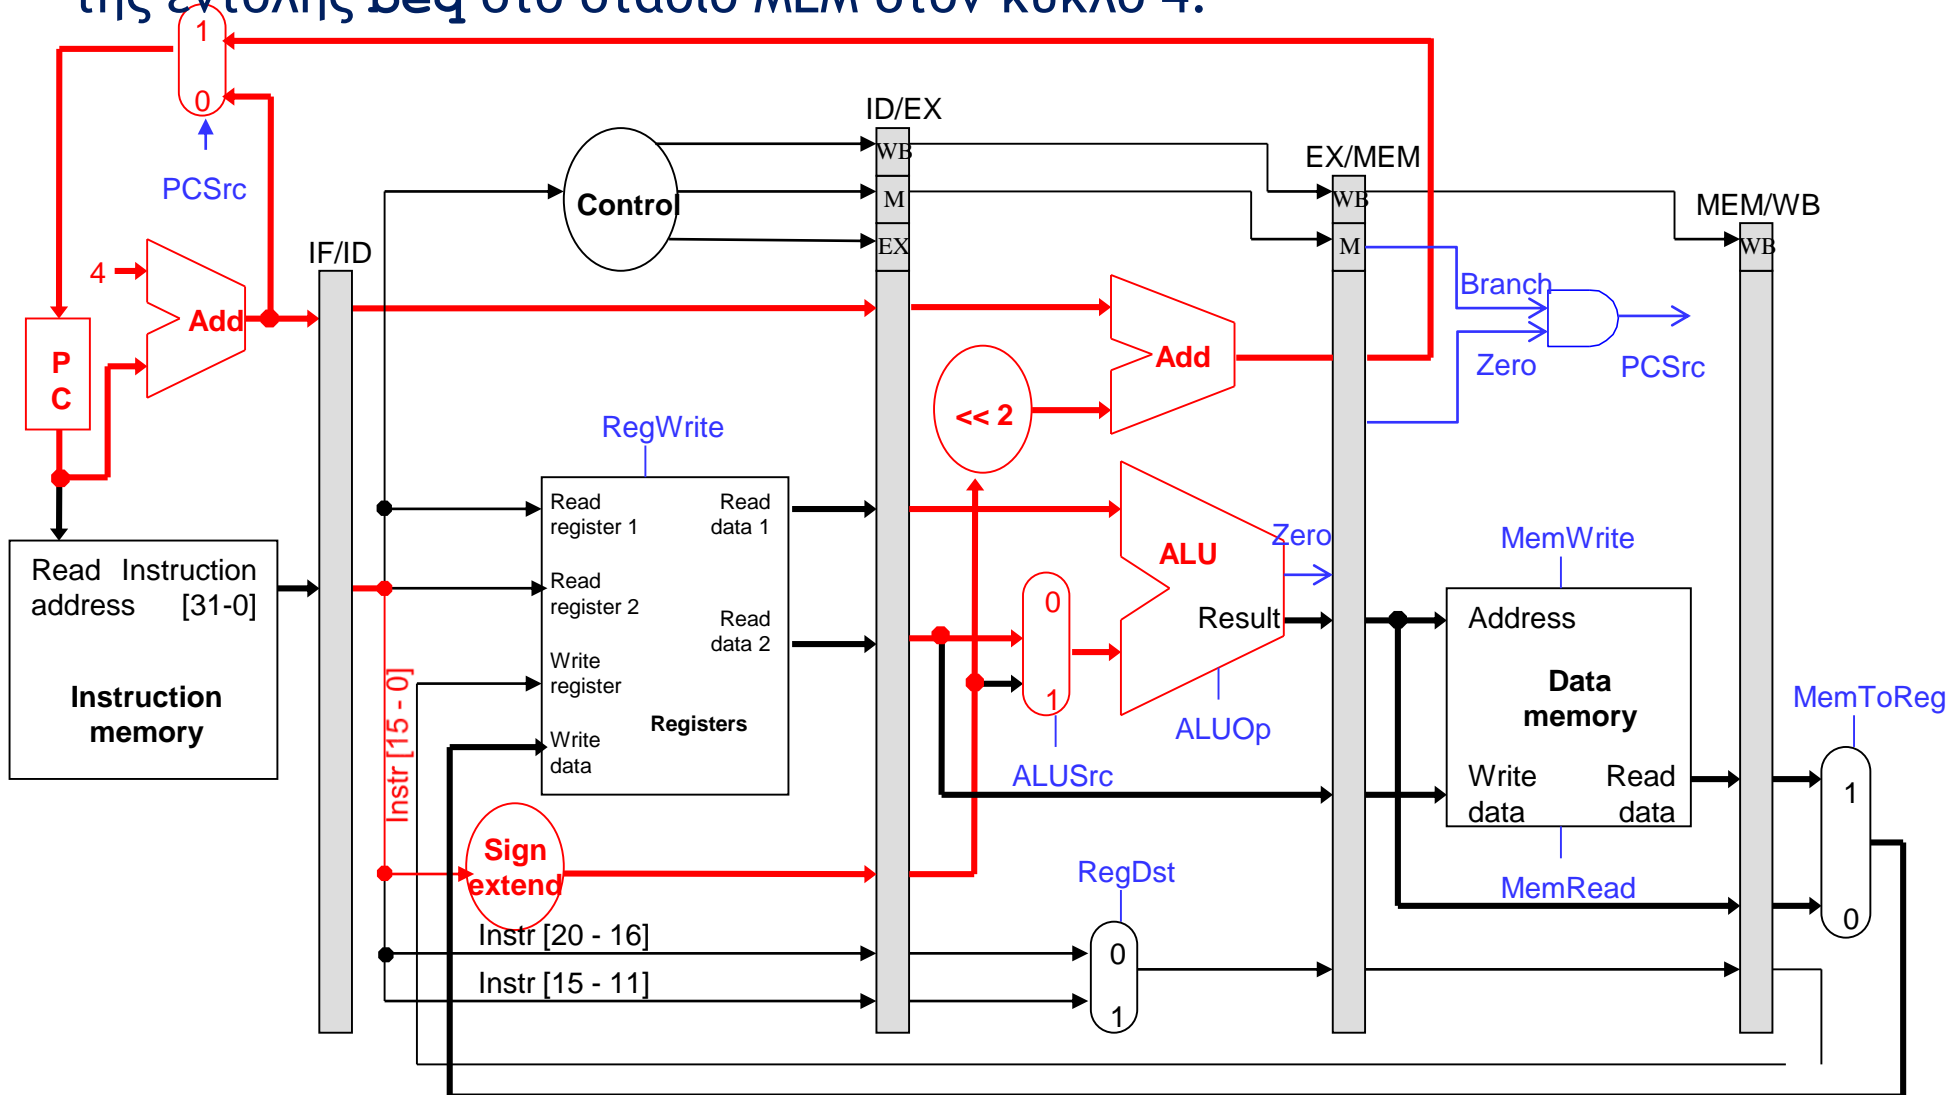 της εντολής beq στο στάδιο MEM στον κύκλο 4.
1
0
PCSrc
ID/EX
WB
M
EX
Control
EX/MEM
WB
M
MEM/WB
WB
IF/ID
4
Add
P
C
Branch
Zero
PCSrc
Add
<< 2
RegWrite
Read
register 1
Read
data 1
Read
register 2
Read
data 2
Write
register
Write
data
Registers
Read
address
Instruction
[31-0]
Instruction
memory
Instr [15 - 0]
Sign
extend
0
1
ALUSrc
ALU
Zero
Result
ALUOp
MemWrite
Address
Data
memory
Write
data
Read
data
MemRead
MemToReg
1
0
RegDst
0
1
Instr [20 - 16]
Instr [15 - 11]